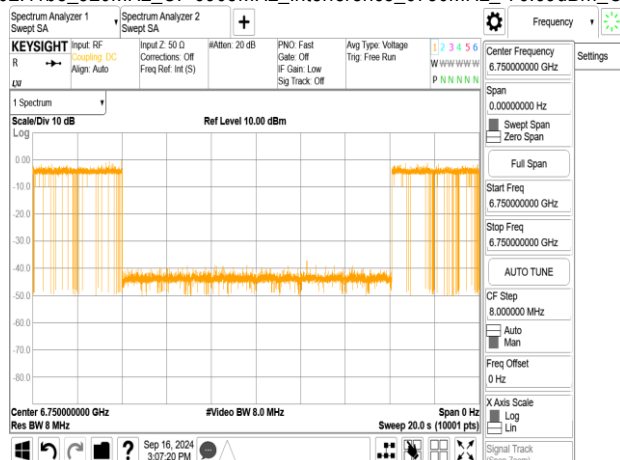 Spectrum Analyzer 1
Swept SA
Spectrum Analyzer 2
Swept SA
+
Frequency
Settings
KEYSIGHT
R
LXI
Input: RF
Coupling: DC
Align: Auto
Input Z: 50 Ω
Corrections: Off
Freq Ref: Int (S)
#Atten: 20 dB
PNO: Fast
Gate: Off
IF Gain: Low
Sig Track: Off
Avg Type: Voltage
Trig: Free Run
1 2 3 4 5 6
W W W W W W
P N N N N N
1 Spectrum
Scale/Div 10 dB
Ref Level 10.00 dBm
Log
0.00
-10.0
-20.0
-30.0
-40.0
-50.0
-60.0
-70.0
-80.0
Center 6.750000000 GHz
#Video BW 8.0 MHz
Span 0 Hz
Res BW 8 MHz
Sweep 20.0 s (10001 pts)
Center Frequency
6.750000000 GHz
Span
0.00000000 Hz
Swept Span
Zero Span
Full Span
Start Freq
6.750000000 GHz
Stop Freq
6.750000000 GHz
AUTO TUNE
CF Step
8.000000 MHz
Auto
Man
Freq Offset
0 Hz
X Axis Scale
Log
Lin
Signal Track
(Span Zoom)
?
Sep 16, 2024
3:07:20 PM